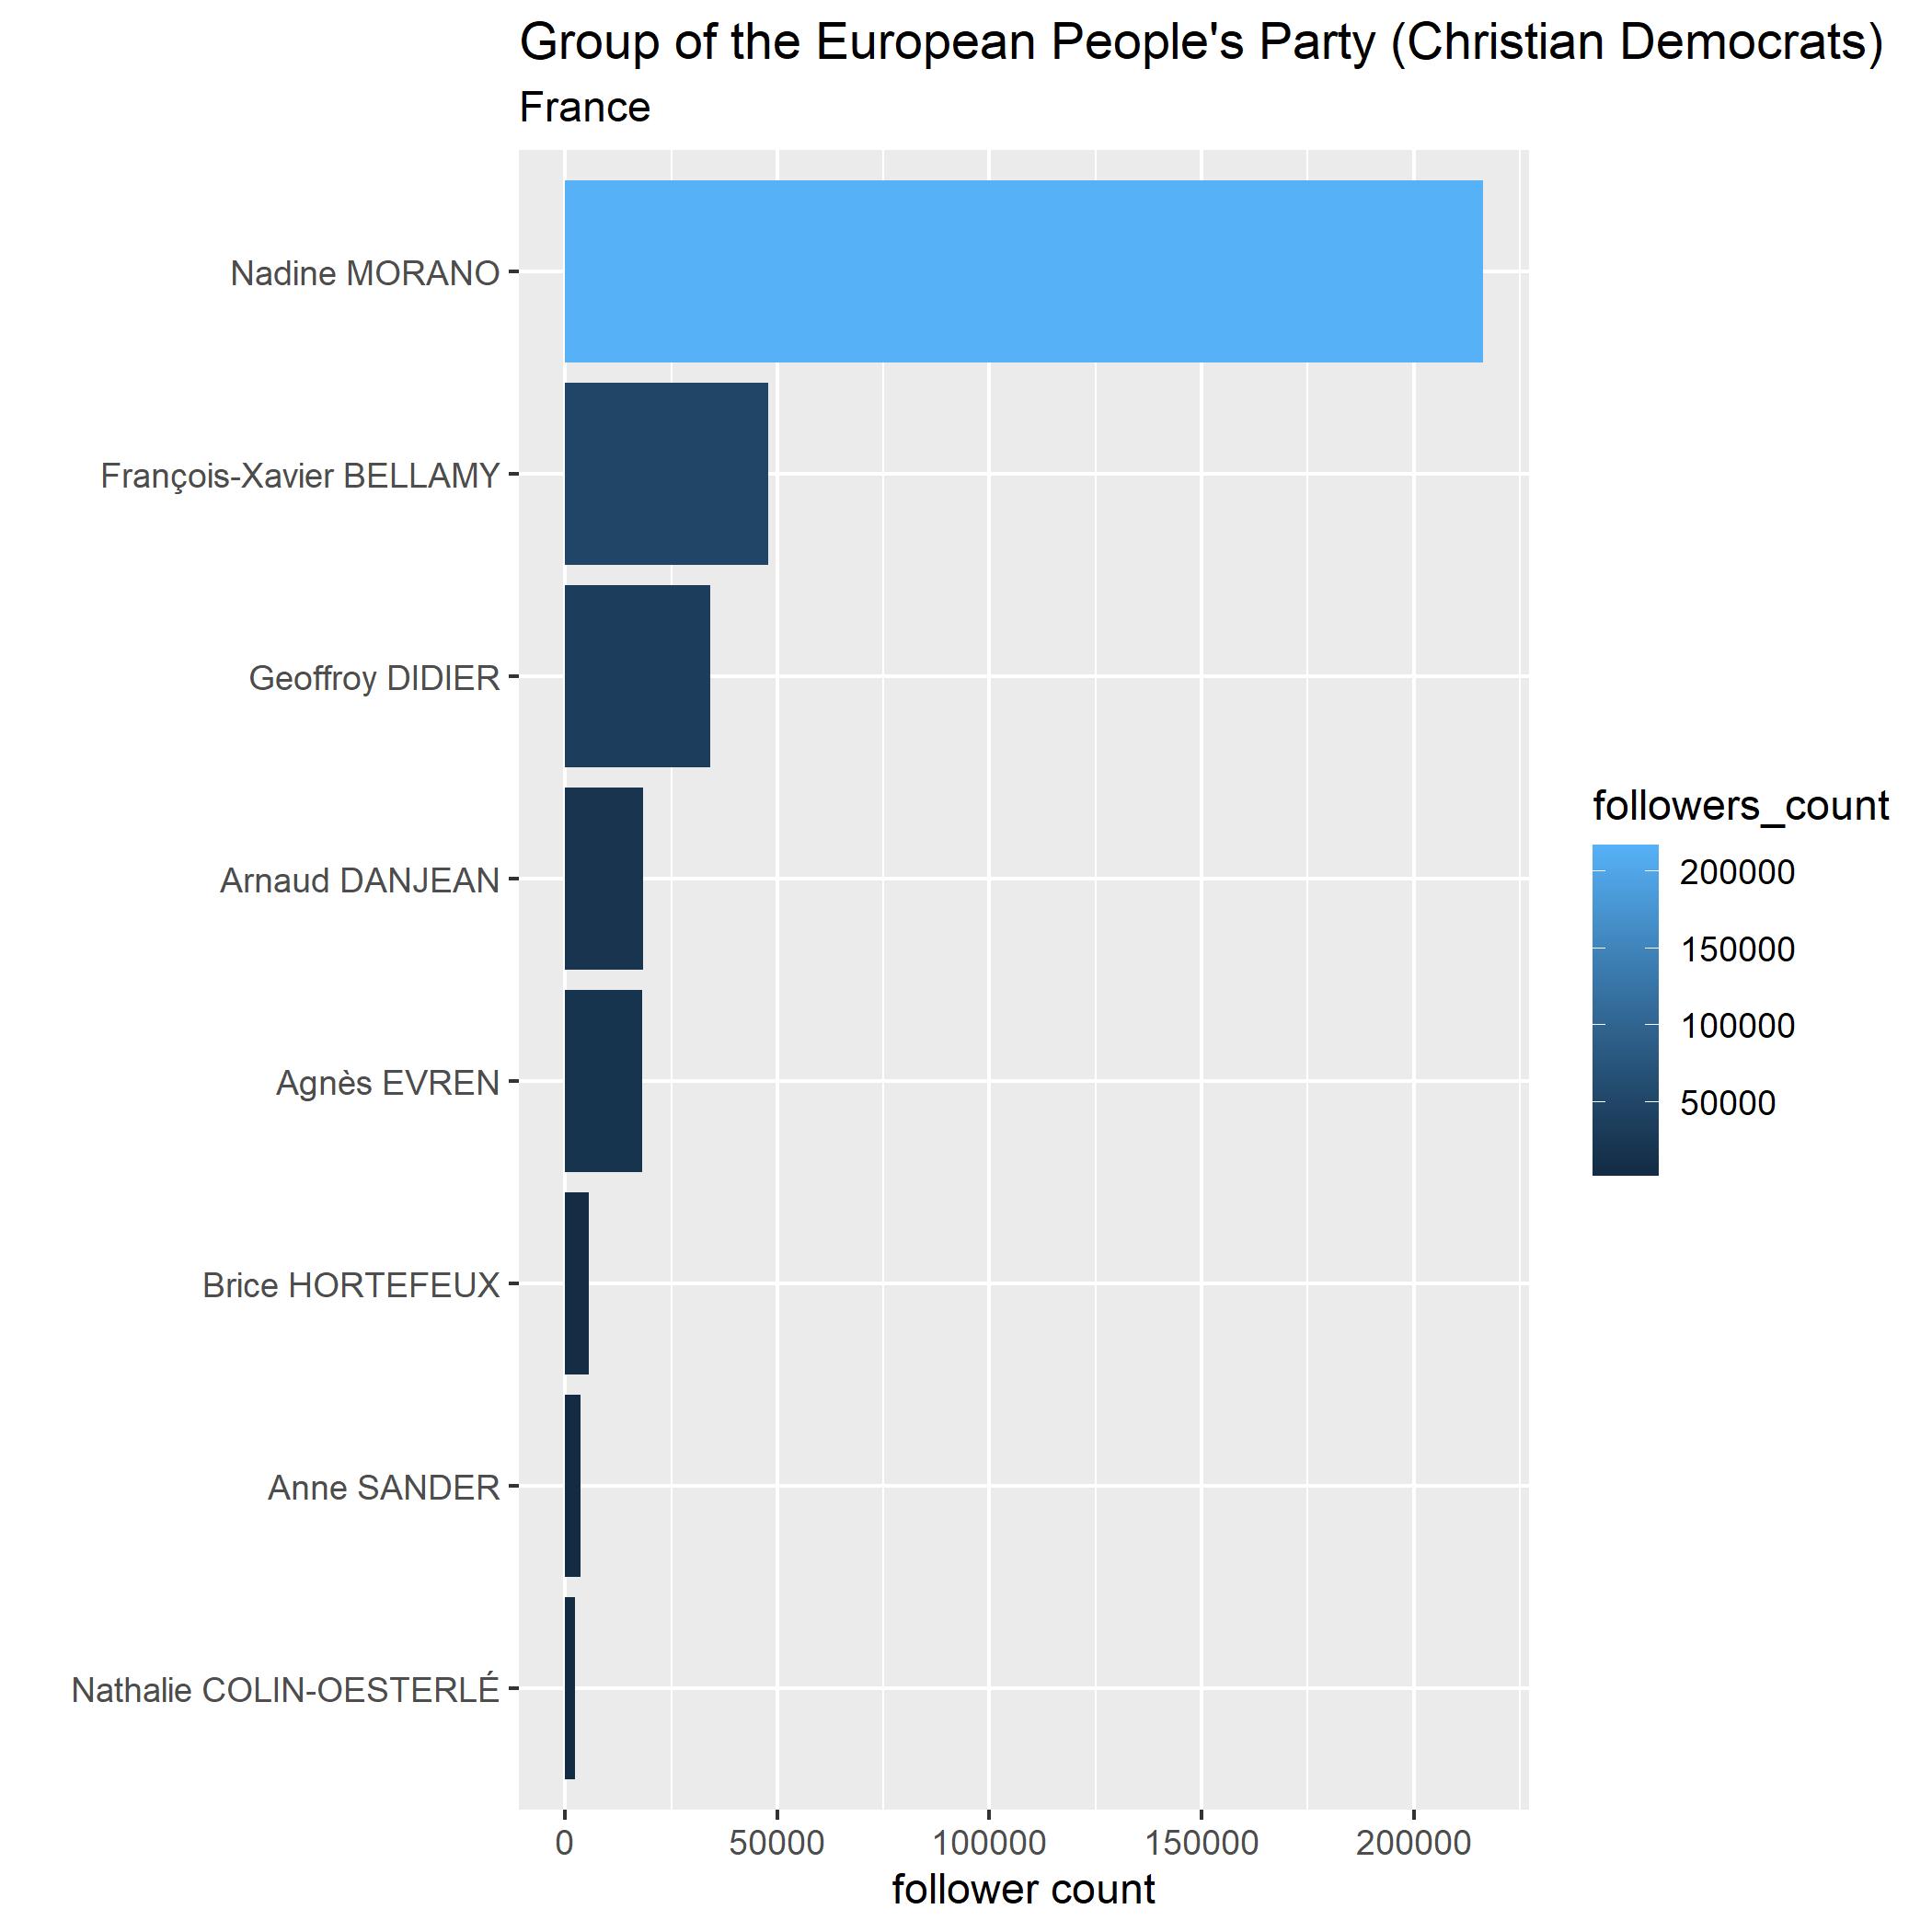 Group of the European People's Party (Christian Democrats)
France
Nadine MORANO
François-Xavier BELLAMY
Geoffroy DIDIER
Arnaud DANJEAN
Agnès EVREN
Brice HORTEFEUX
Anne SANDER
Nathalie COLIN-OESTERLÉ
0 50000 100000 150000 200000
follower count
followers_count
200000
150000
100000
50000